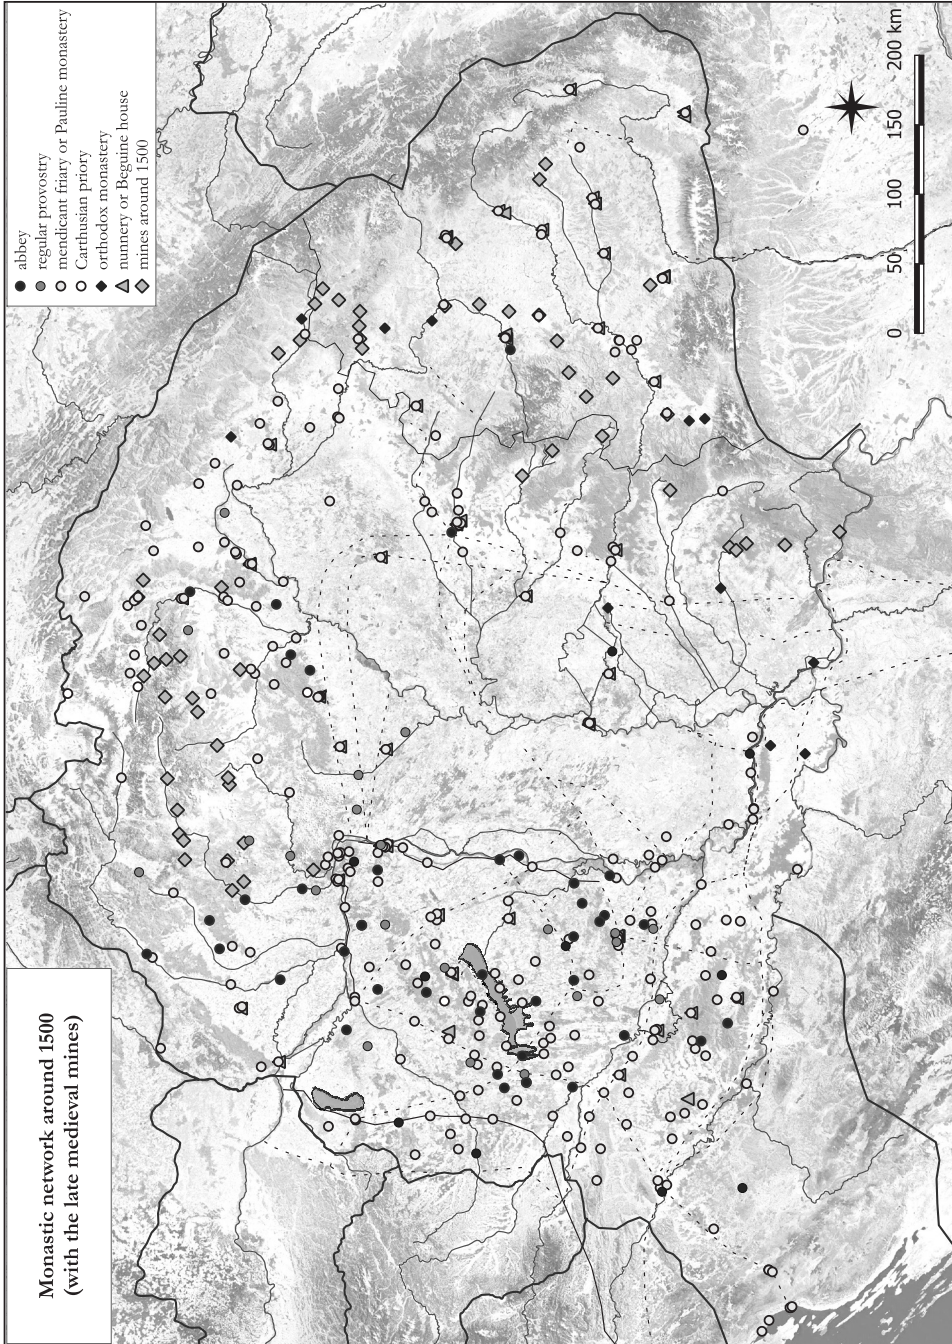 Monastic network around 1500
(with the late medieval mines)
abbey
regular provostry
mendicant friary or Pauline monastery
Carthusian priory
orthodox monastery
nunnery or Beguine house
mines around 1500
0 50 100 150 200 km